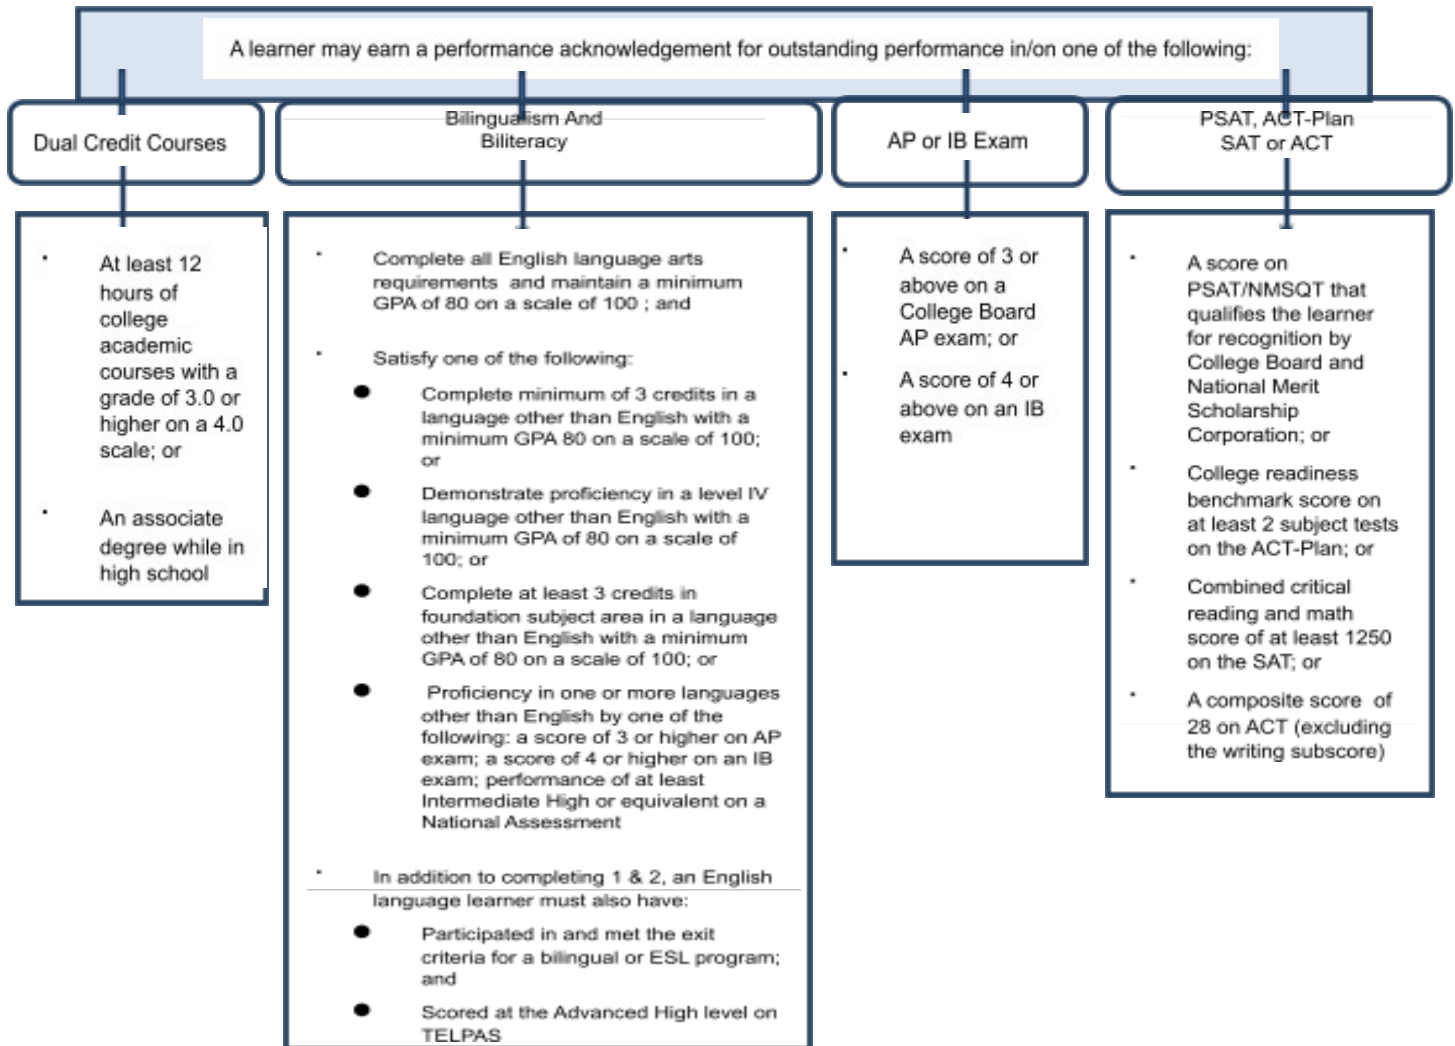 A learner may earn a performance acknowledgement for outstanding performance in/on one of the following:
Dual Credit Courses
· At least 12
hours of
college
academic
courses with a
grade of 3.0 or
higher on a 4.0
scale; or
· An associate
degree while in
high school
Bilingualism And
Biliteracy
· Complete all English language arts
requirements and maintain a minimum
GPA of 80 on a scale of 100 ; and
· Satisfy one of the following:
● Complete minimum of 3 credits in a
language other than English with a
minimum GPA 80 on a scale of 100;
or
● Demonstrate proficiency in a level IV
language other than English with a
minimum GPA of 80 on a scale of
100; or
● Complete at least 3 credits in
foundation subject area in a language
other than English with a minimum
GPA of 80 on a scale of 100; or
● Proficiency in one or more languages
other than English by one of the
following: a score of 3 or higher on AP
exam; a score of 4 or higher on an IB
exam; performance of at least
Intermediate High or equivalent on a
National Assessment
· In addition to completing 1 & 2, an English
language learner must also have:
● Participated in and met the exit
criteria for a bilingual or ESL program;
and
● Scored at the Advanced High level on
TELPAS
AP or IB Exam
· A score of 3 or
above on a
College Board
AP exam; or
· A score of 4 or
above on an IB
exam
PSAT, ACT-Plan
SAT or ACT
· A score on
PSAT/NMSQT that
qualifies the learner
for recognition by
College Board and
National Merit
Scholarship
Corporation; or
· College readiness
benchmark score on
at least 2 subject tests
on the ACT-Plan; or
· Combined critical
reading and math
score of at least 1250
on the SAT; or
· A composite score of
28 on ACT (excluding
the writing subscore)